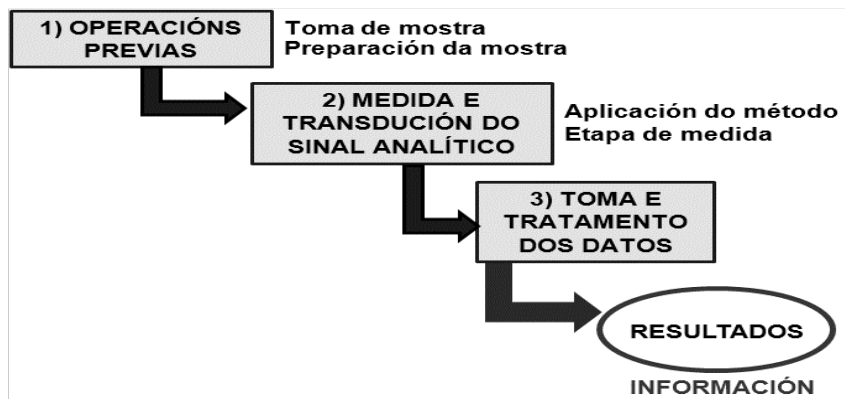 1) OPERACIÓNS
PREVIAS
Toma de mostra
Preparación da mostra
2) MEDIDA E
TRANSDUCIÓN DO
SINAL ANALÍTICO
Aplicación do método
Etapa de medida
3) TOMA E
TRATAMENTO
DOS DATOS
RESULTADOS
INFORMACIÓN